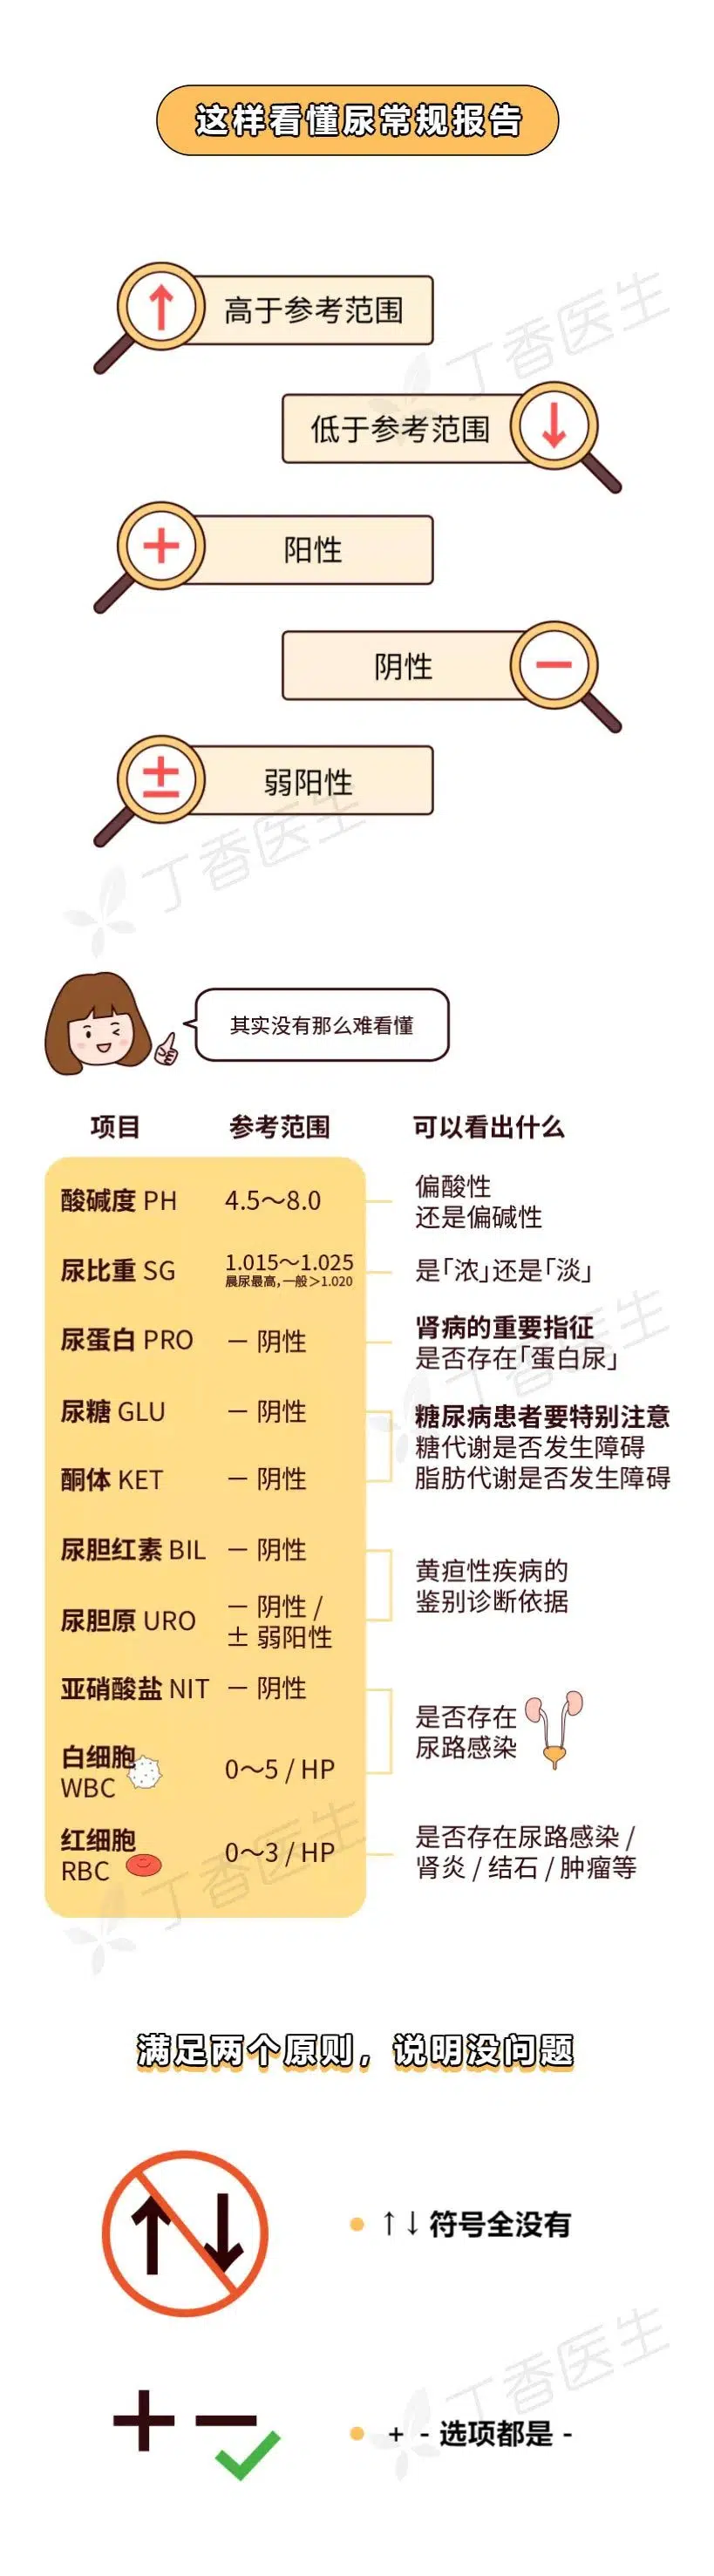 这样看懂尿常规报告
↑ 高于参考范围
低于参考范围 ↓
+ 阳性
阴性 −
± 弱阳性
丁香医生
丁香医生
其实没有那么难看懂
项目 参考范围 可以看出什么
酸碱度 PH 4.5～8.0 偏酸性
还是偏碱性
尿比重 SG 1.015～1.025 是「浓」还是「淡」
晨尿最高,一般＞1.020
尿蛋白 PRO − 阴性 肾病的重要指征
是否存在「蛋白尿」
丁香医生
尿糖 GLU − 阴性 糖尿病患者要特别注意
糖代谢是否发生障碍
酮体 KET − 阴性 脂肪代谢是否发生障碍
尿胆红素 BIL − 阴性 黄疸性疾病的
鉴别诊断依据
尿胆原 URO − 阴性 /
± 弱阳性
亚硝酸盐 NIT − 阴性 是否存在
尿路感染
白细胞
WBC 0～5 / HP
红细胞
RBC 0～3 / HP 是否存在尿路感染 /
肾炎 / 结石 / 肿瘤等
丁香医生
满足两个原则，说明没问题
↑↓ ↑↓ 符号全没有
丁香医生
+ − + - 选项都是 -